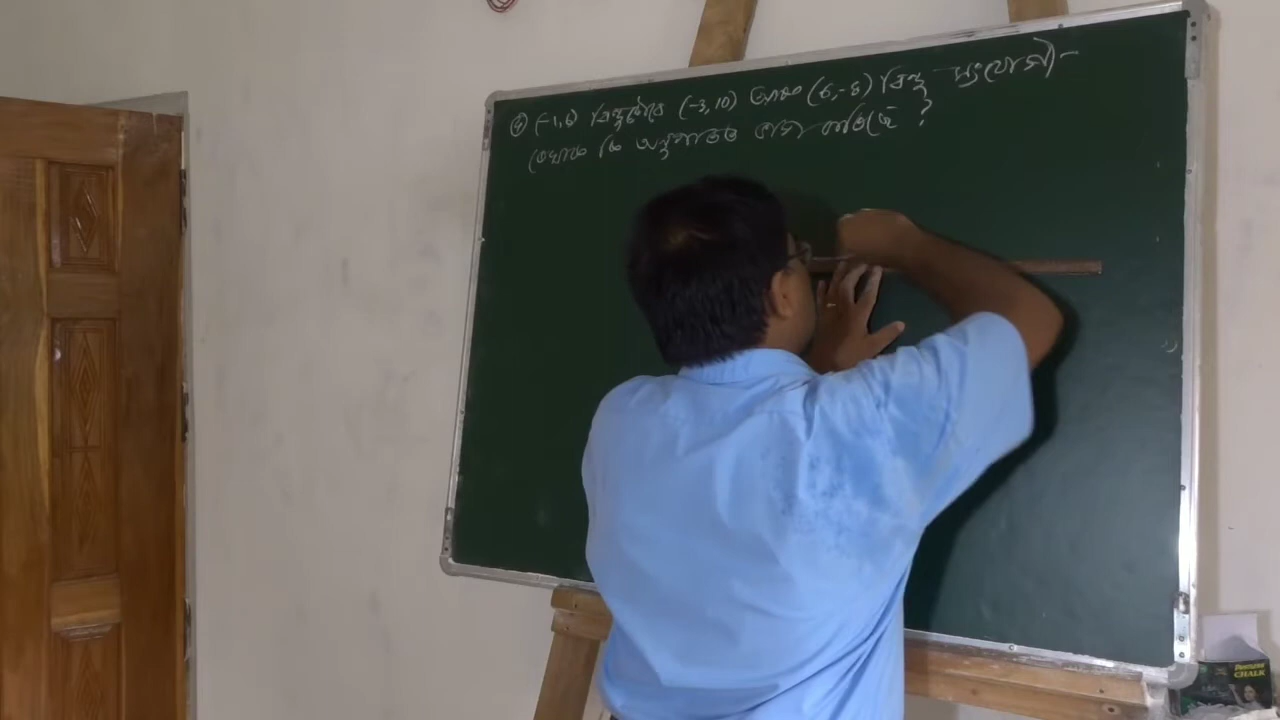 ④ (-1,6) বিন্দুটোৱে (-3,10) আৰু (6,-8) বিন্দু সংযোগী-
ৰেখাক কি অনুপাতত ভাগ কৰিছে ?
CHALK